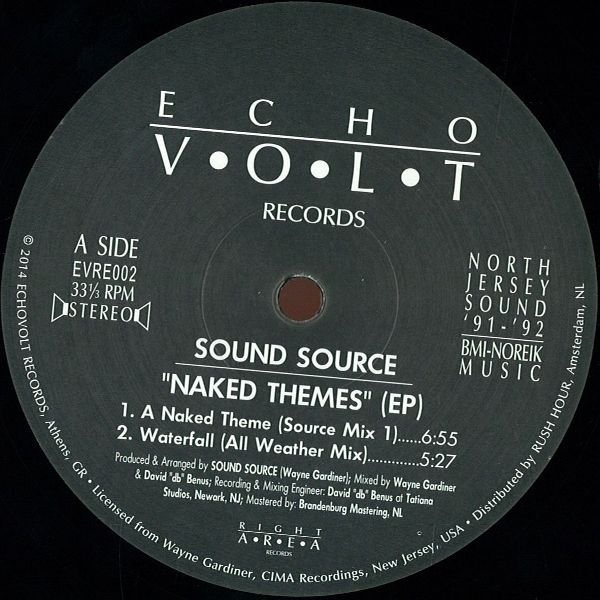 E C H O
V•O•L•T
RECORDS
A SIDE
EVRE002
33⅓ RPM
STEREO
NORTH
JERSEY
SOUND
'91-'92
BMI-NOREIK
MUSIC
SOUND SOURCE
"NAKED THEMES" (EP)
1. A Naked Theme (Source Mix 1)......6:55
2. Waterfall (All Weather Mix)............5:27
Produced & Arranged by SOUND SOURCE (Wayne Gardiner); Mixed by Wayne Gardiner
& David "db" Benus; Recording & Mixing Engineer: David "db" Benus at Tatiana
Studios, Newark, NJ; Mastered by: Brandenburg Mastering, NL
R I G H T
A•R•E•A
RECORDS
© 2014 ECHOVOLT RECORDS, Athens, GR • Licensed from Wayne Gardiner, CIMA Recordings, New Jersey, USA • Distributed by RUSH HOUR, Amsterdam, NL